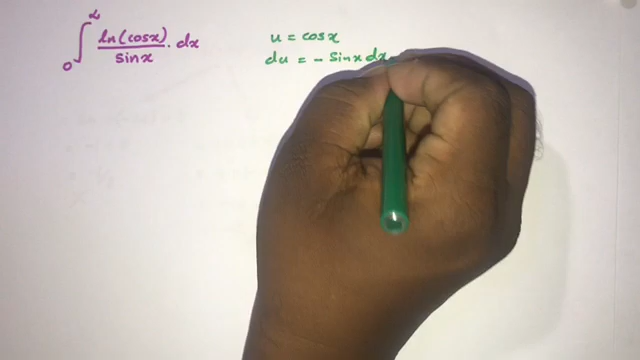 ∫₀^∝ ln(cosx)/sinx . dx
u = cosx
du = - sinx dx